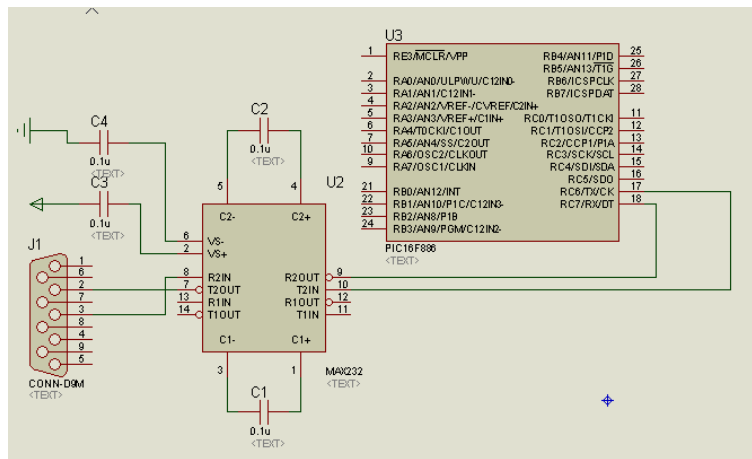 U3
1 RE3/MCLR/VPP RB4/AN11/P1D 25
RB5/AN13/T1G 26
2 RA0/AN0/ULPWU/C12IN0- RB6/ICSPCLK 27
3 RA1/AN1/C12IN1- RB7/ICSPDAT 28
4 RA2/AN2/VREF-/CVREF/C2IN+
5 RA3/AN3/VREF+/C1IN+ RC0/T1OSO/T1CKI 11
6 RA4/T0CKI/C1OUT RC1/T1OSI/CCP2 12
7 RA5/AN4/SS/C2OUT RC2/CCP1/P1A 13
10 RA6/OSC2/CLKOUT RC3/SCK/SCL 14
9 RA7/OSC1/CLKIN RC4/SDI/SDA 15
RC5/SDO 16
21 RB0/AN12/INT RC6/TX/CK 17
22 RB1/AN10/P1C/C12IN3- RC7/RX/DT 18
23 RB2/AN8/P1B
24 RB3/AN9/PGM/C12IN2-
PIC16F886
<TEXT>
C4
0.1u
<TEXT>
C3
0.1u
<TEXT>
C2
0.1u
<TEXT>
U2
5 4
C2- C2+
6 VS-
2 VS+
8 R2IN R2OUT 9
7 T2OUT T2IN 10
13 R1IN R1OUT 12
14 T1OUT T1IN 11
C1- C1+
3 1
MAX232
<TEXT>
C1
0.1u
<TEXT>
J1
1
6
2
7
3
8
4
9
5
CONN-D9M
<TEXT>